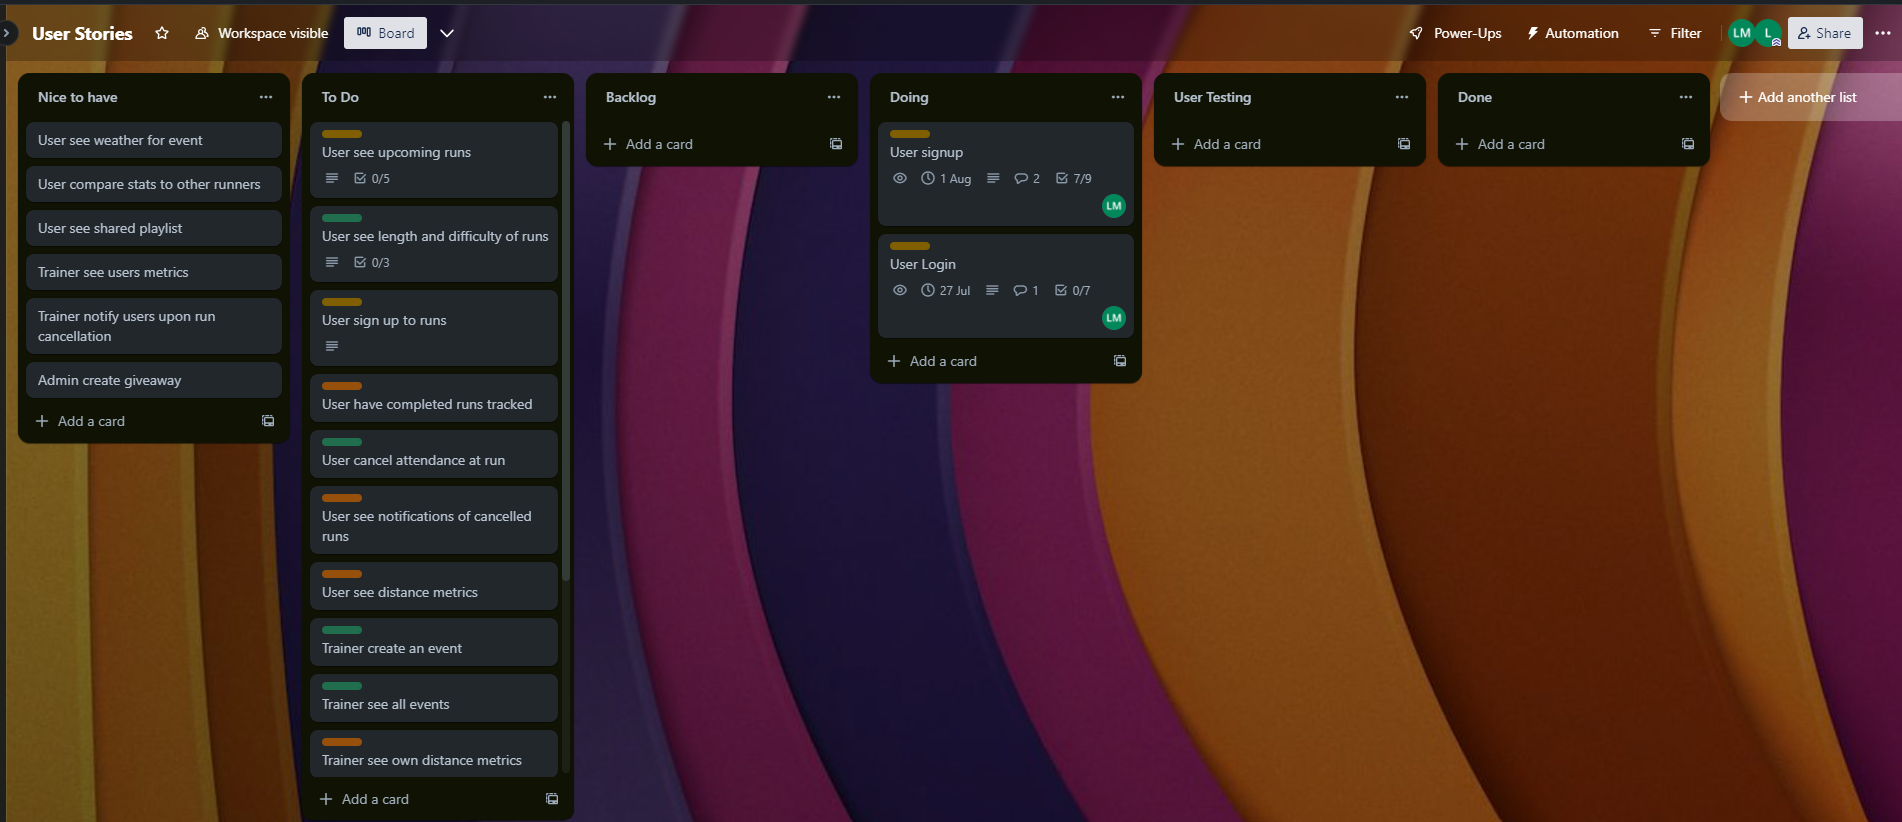 User Stories
Workspace visible
Board
Power-Ups
Automation
Filter
LM
L
Share
Nice to have
User see weather for event
User compare stats to other runners
User see shared playlist
Trainer see users metrics
Trainer notify users upon run
cancellation
Admin create giveaway
Add a card
To Do
User see upcoming runs
0/5
User see length and difficulty of runs
0/3
User sign up to runs
User have completed runs tracked
User cancel attendance at run
User see notifications of cancelled
runs
User see distance metrics
Trainer create an event
Trainer see all events
Trainer see own distance metrics
Add a card
Backlog
Add a card
Doing
User signup
1 Aug 2 7/9
LM
User Login
27 Jul 1 0/7
LM
Add a card
User Testing
Add a card
Done
Add a card
Add another list